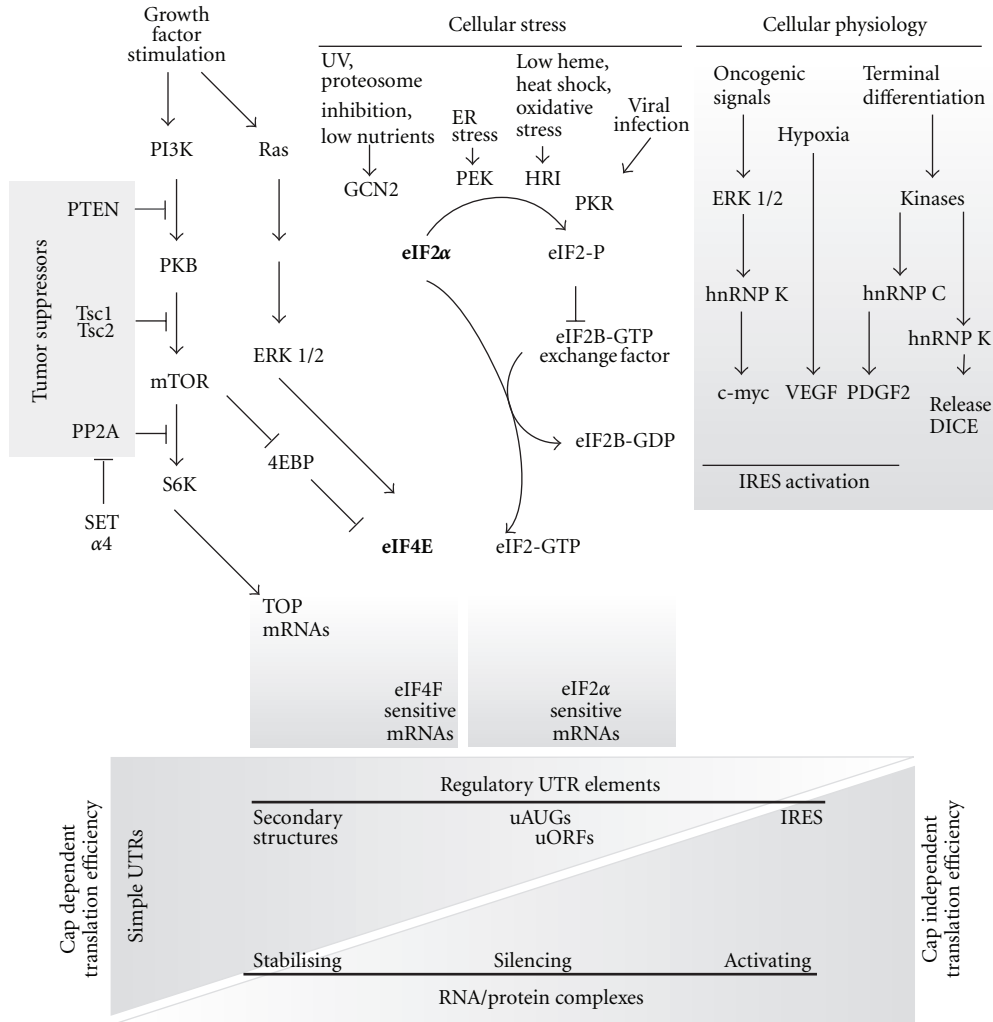 Growth
factor
stimulation
PI3K
Ras
PTEN
PKB
Tsc1
Tsc2
Tumor suppressors
mTOR
ERK 1/2
PP2A
4EBP
S6K
SET
α4
eIF4E
TOP
mRNAs
Cellular stress
UV,
proteosome
inhibition,
low nutrients
GCN2
ER
stress
PEK
Low heme,
heat shock,
oxidative
stress
HRI
Viral
infection
PKR
eIF2α
eIF2-P
eIF2B-GTP
exchange factor
eIF2B-GDP
eIF2-GTP
Cellular physiology
Oncogenic
signals
Hypoxia
Terminal
differentiation
ERK 1/2
Kinases
hnRNP K
hnRNP C
hnRNP K
c-myc
VEGF
PDGF2
Release
DICE
IRES activation
eIF4F
sensitive
mRNAs
eIF2α
sensitive
mRNAs
Cap dependent
translation efficiency
Simple UTRs
Regulatory UTR elements
Secondary
structures
uAUGs
uORFs
IRES
Stabilising
Silencing
Activating
RNA/protein complexes
Cap independent
translation efficiency